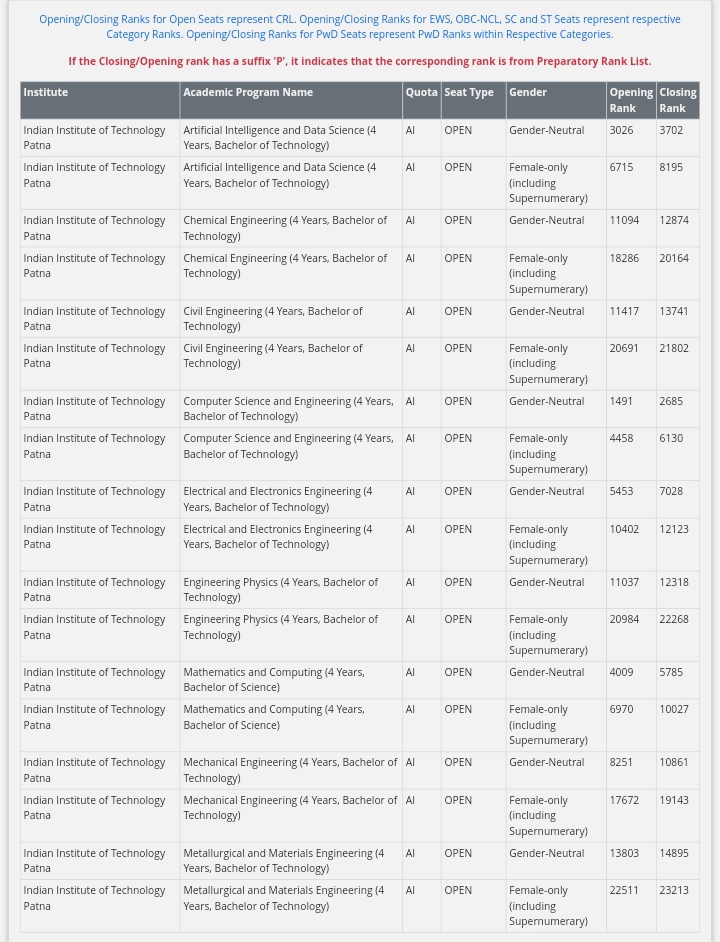 Opening/Closing Ranks for Open Seats represent CRL. Opening/Closing Ranks for EWS, OBC-NCL, SC and ST Seats represent respective
Category Ranks. Opening/Closing Ranks for PwD Seats represent PwD Ranks within Respective Categories.
If the Closing/Opening rank has a suffix 'P', it indicates that the corresponding rank is from Preparatory Rank List.
Institute Academic Program Name Quota Seat Type Gender Opening Closing
Rank Rank
Indian Institute of Technology Artificial Intelligence and Data Science (4 AI OPEN Gender-Neutral 3026 3702
Patna Years, Bachelor of Technology)
Indian Institute of Technology Artificial Intelligence and Data Science (4 AI OPEN Female-only 6715 8195
Patna Years, Bachelor of Technology) (including
Supernumerary)
Indian Institute of Technology Chemical Engineering (4 Years, Bachelor of AI OPEN Gender-Neutral 11094 12874
Patna Technology)
Indian Institute of Technology Chemical Engineering (4 Years, Bachelor of AI OPEN Female-only 18286 20164
Patna Technology) (including
Supernumerary)
Indian Institute of Technology Civil Engineering (4 Years, Bachelor of AI OPEN Gender-Neutral 11417 13741
Patna Technology)
Indian Institute of Technology Civil Engineering (4 Years, Bachelor of AI OPEN Female-only 20691 21802
Patna Technology) (including
Supernumerary)
Indian Institute of Technology Computer Science and Engineering (4 Years, AI OPEN Gender-Neutral 1491 2685
Patna Bachelor of Technology)
Indian Institute of Technology Computer Science and Engineering (4 Years, AI OPEN Female-only 4458 6130
Patna Bachelor of Technology) (including
Supernumerary)
Indian Institute of Technology Electrical and Electronics Engineering (4 AI OPEN Gender-Neutral 5453 7028
Patna Years, Bachelor of Technology)
Indian Institute of Technology Electrical and Electronics Engineering (4 AI OPEN Female-only 10402 12123
Patna Years, Bachelor of Technology) (including
Supernumerary)
Indian Institute of Technology Engineering Physics (4 Years, Bachelor of AI OPEN Gender-Neutral 11037 12318
Patna Technology)
Indian Institute of Technology Engineering Physics (4 Years, Bachelor of AI OPEN Female-only 20984 22268
Patna Technology) (including
Supernumerary)
Indian Institute of Technology Mathematics and Computing (4 Years, AI OPEN Gender-Neutral 4009 5785
Patna Bachelor of Science)
Indian Institute of Technology Mathematics and Computing (4 Years, AI OPEN Female-only 6970 10027
Patna Bachelor of Science) (including
Supernumerary)
Indian Institute of Technology Mechanical Engineering (4 Years, Bachelor of AI OPEN Gender-Neutral 8251 10861
Patna Technology)
Indian Institute of Technology Mechanical Engineering (4 Years, Bachelor of AI OPEN Female-only 17672 19143
Patna Technology) (including
Supernumerary)
Indian Institute of Technology Metallurgical and Materials Engineering (4 AI OPEN Gender-Neutral 13803 14895
Patna Years, Bachelor of Technology)
Indian Institute of Technology Metallurgical and Materials Engineering (4 AI OPEN Female-only 22511 23213
Patna Years, Bachelor of Technology) (including
Supernumerary)